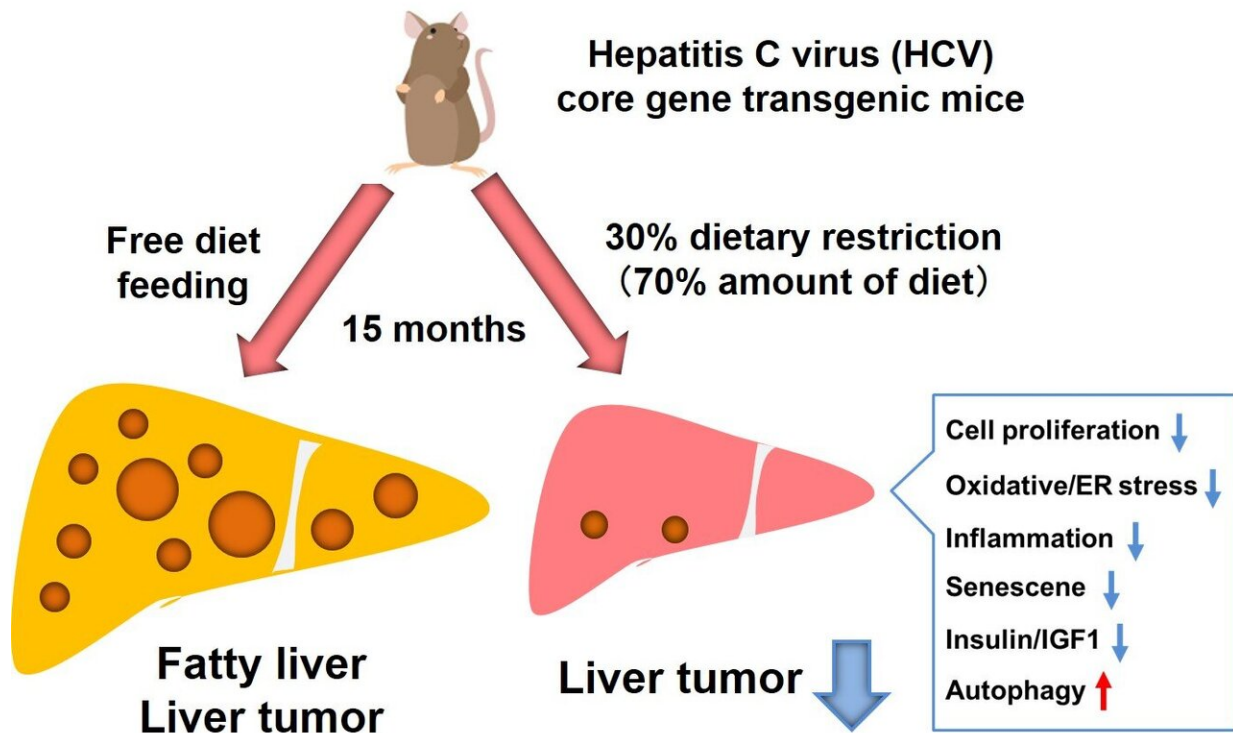 Hepatitis C virus (HCV)
core gene transgenic mice
Free diet
feeding
30% dietary restriction
（70% amount of diet）
15 months
Cell proliferation ↓
Oxidative/ER stress ↓
Inflammation ↓
Senescene ↓
Insulin/IGF1 ↓
Autophagy ↑
Fatty liver
Liver tumor
Liver tumor